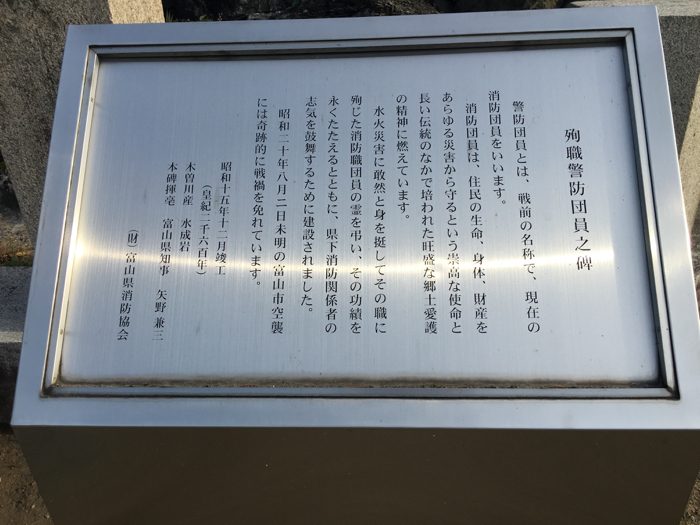 殉職警防団員之碑
警防団員とは、戦前の名称で、現在の
消防団員をいいます。
消防団員は、住民の生命、身体、財産を
あらゆる災害から守るという崇高な使命と
長い伝統のなかで培われた旺盛な郷土愛護
の精神に燃えています。
水火災害に敢然と身を挺してその職に
殉じた消防職団員の霊を弔い、その功績を
永くたたえるとともに、県下消防関係者の
志気を鼓舞するために建設されました。
昭和二十年八月二日未明の富山市空襲
には奇跡的に戦禍を免れています。
昭和十五年十二月竣工
(皇紀二千六百年)
木曽川産 水成岩
本碑揮亳 富山県知事 矢野兼三
(財)富山県消防協会